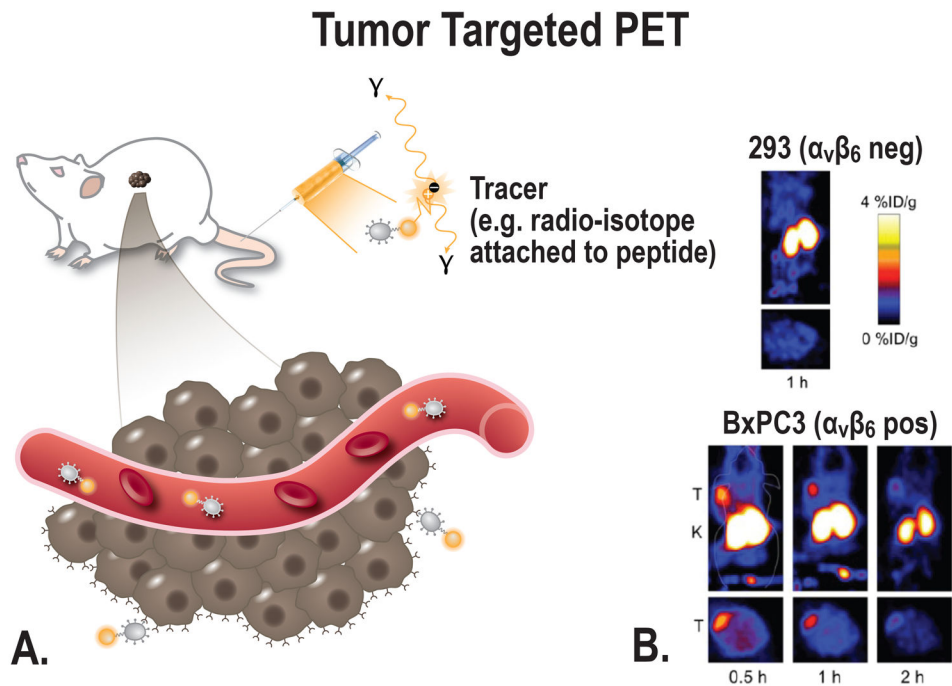 Tumor Targeted PET
γ
Tracer
(e.g. radio-isotope
attached to peptide)
γ
293 (αvβ6 neg)
4 %ID/g
0 %ID/g
1 h
BxPC3 (αvβ6 pos)
T
K
T
0.5 h
1 h
2 h
A.
B.